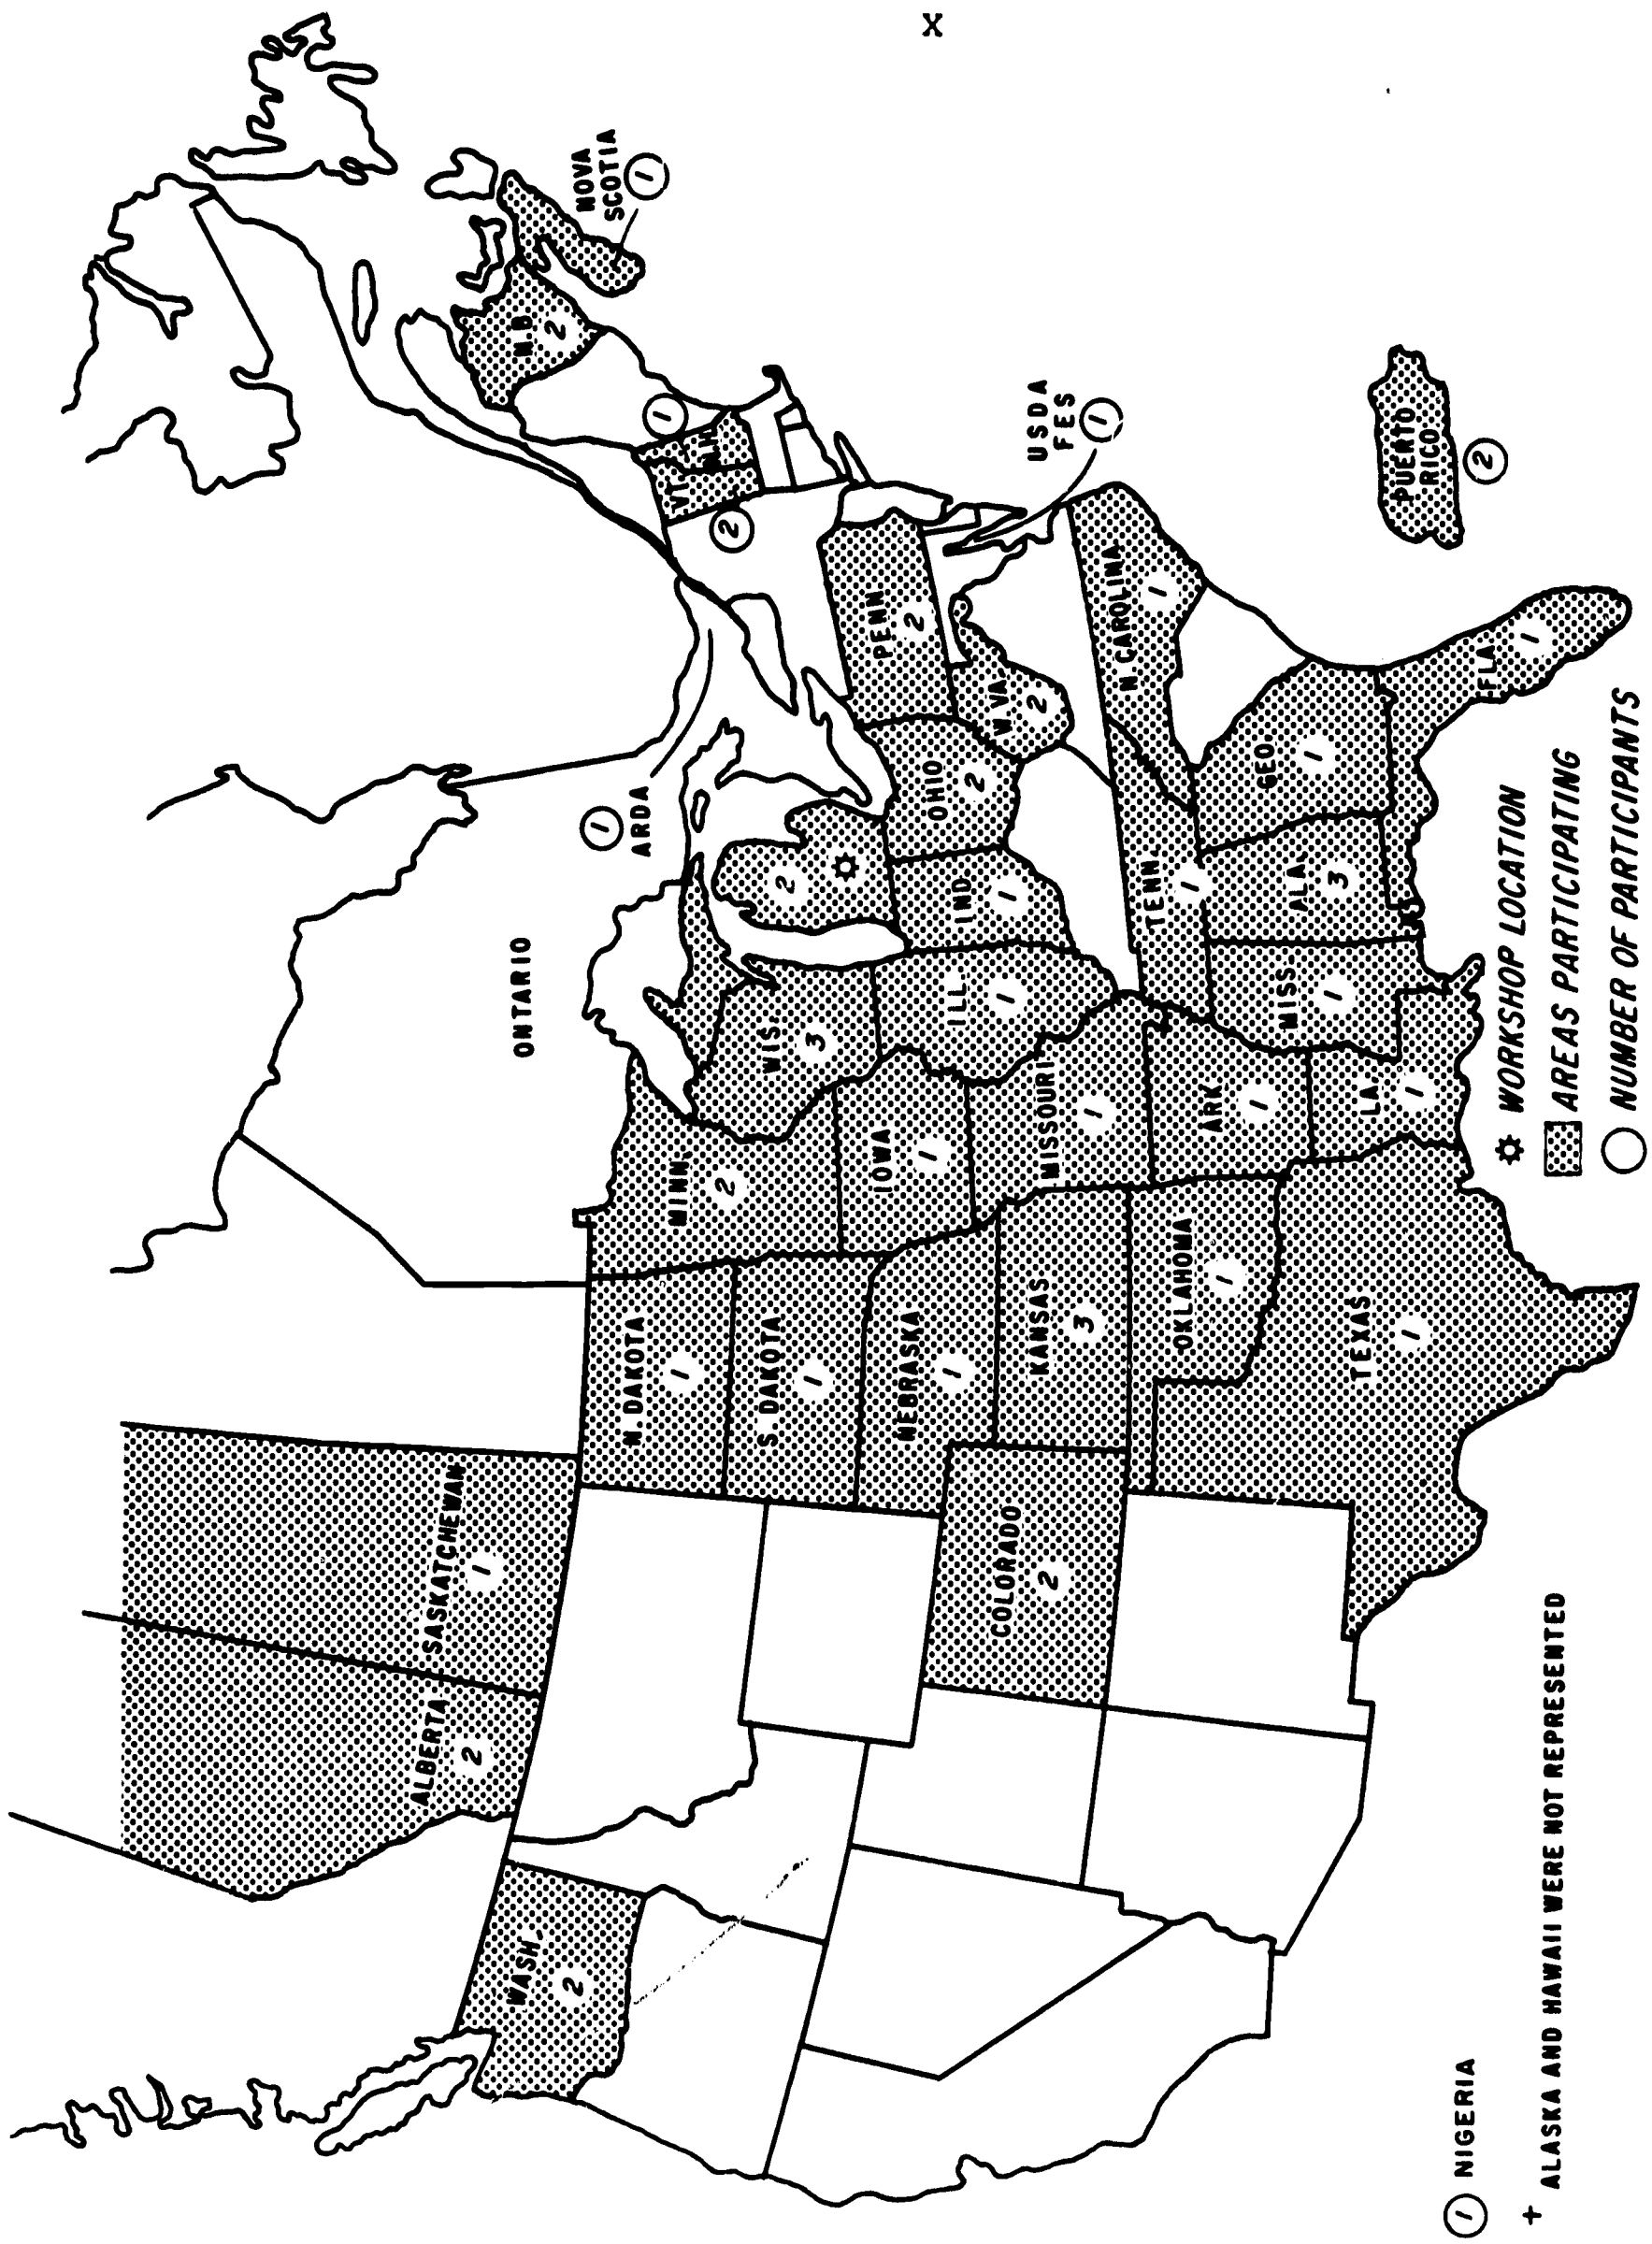 X
NOVA
SCOTIA
1
N.B
2
1
VT.
N.H.
2
ONTARIO
1
ARDA
USDA
FES
1
ALBERTA
2
SASKATCHEWAN
1
WASH.
2
N. DAKOTA
1
S. DAKOTA
1
NEBRASKA
1
KANSAS
3
COLORADO
2
OKLAHOMA
1
TEXAS
1
MINN
2
IOWA
1
MISSOURI
1
ARK
1
LA
1
WIS.
3
ILL
1
2
IND
1
OHIO
2
PENN
2
W. VA
2
N. CAROLINA
1
TENN.
1
MISS
1
ALA.
3
GEO
1
FLA
1
PUERTO
RICO
2
1 NIGERIA
+ ALASKA AND HAWAII WERE NOT REPRESENTED
WORKSHOP LOCATION
AREAS PARTICIPATING
NUMBER OF PARTICIPANTS